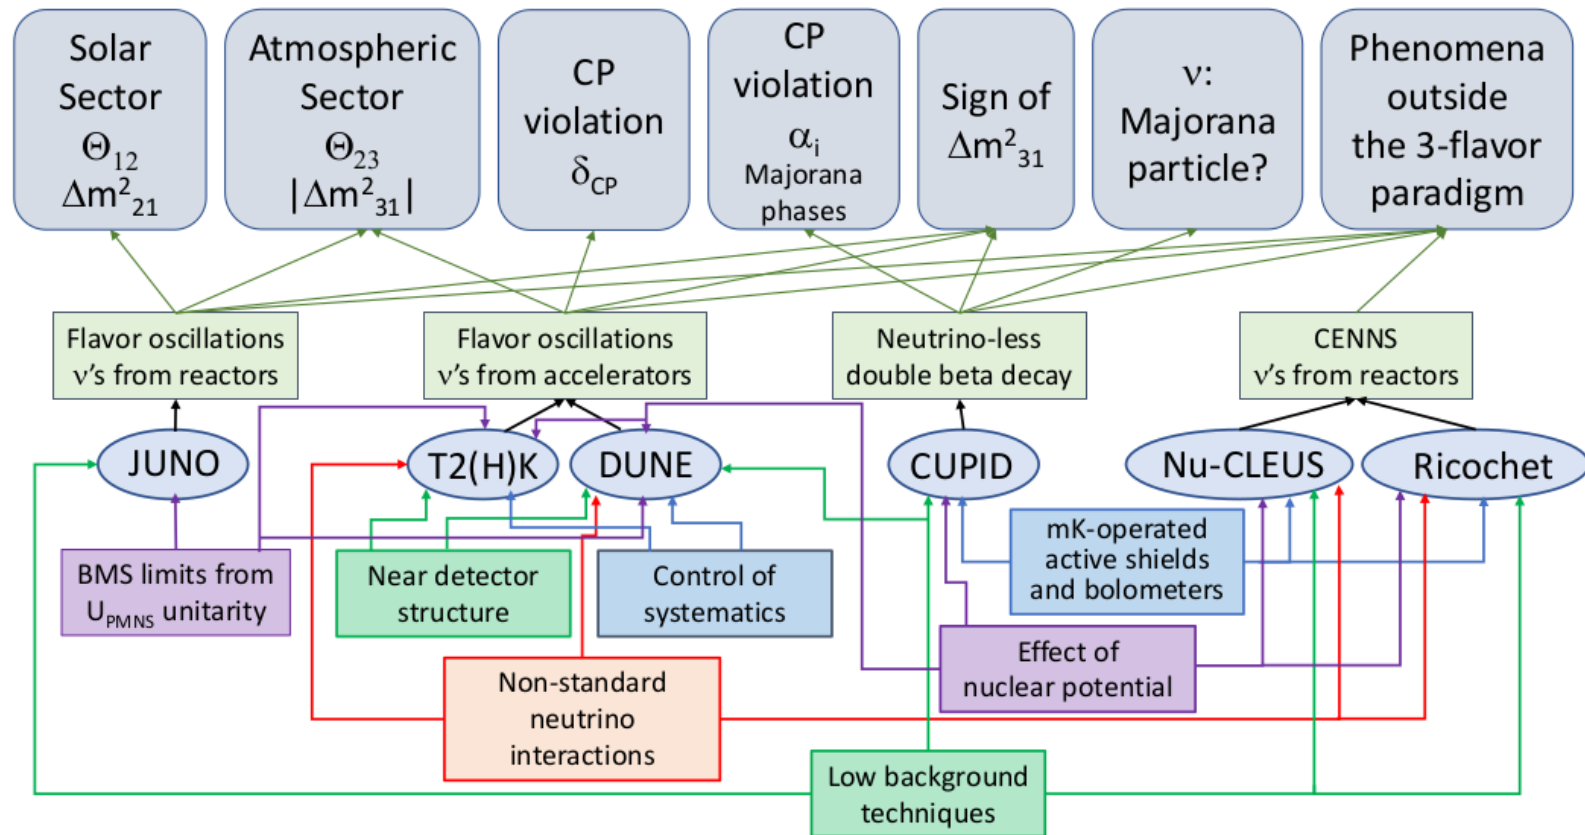 Solar
Sector
Θ12
Δm²21
Atmospheric
Sector
Θ23
|Δm²31|
CP
violation
δCP
CP
violation
αi
Majorana
phases
Sign of
Δm²31
ν:
Majorana
particle?
Phenomena
outside
the 3-flavor
paradigm
Flavor oscillations
ν's from reactors
Flavor oscillations
ν's from accelerators
Neutrino-less
double beta decay
CENNS
ν's from reactors
JUNO
T2(H)K
DUNE
CUPID
Nu-CLEUS
Ricochet
BMS limits from
UPMNS unitarity
Near detector
structure
Control of
systematics
mK-operated
active shields
and bolometers
Non-standard
neutrino
interactions
Effect of
nuclear potential
Low background
techniques